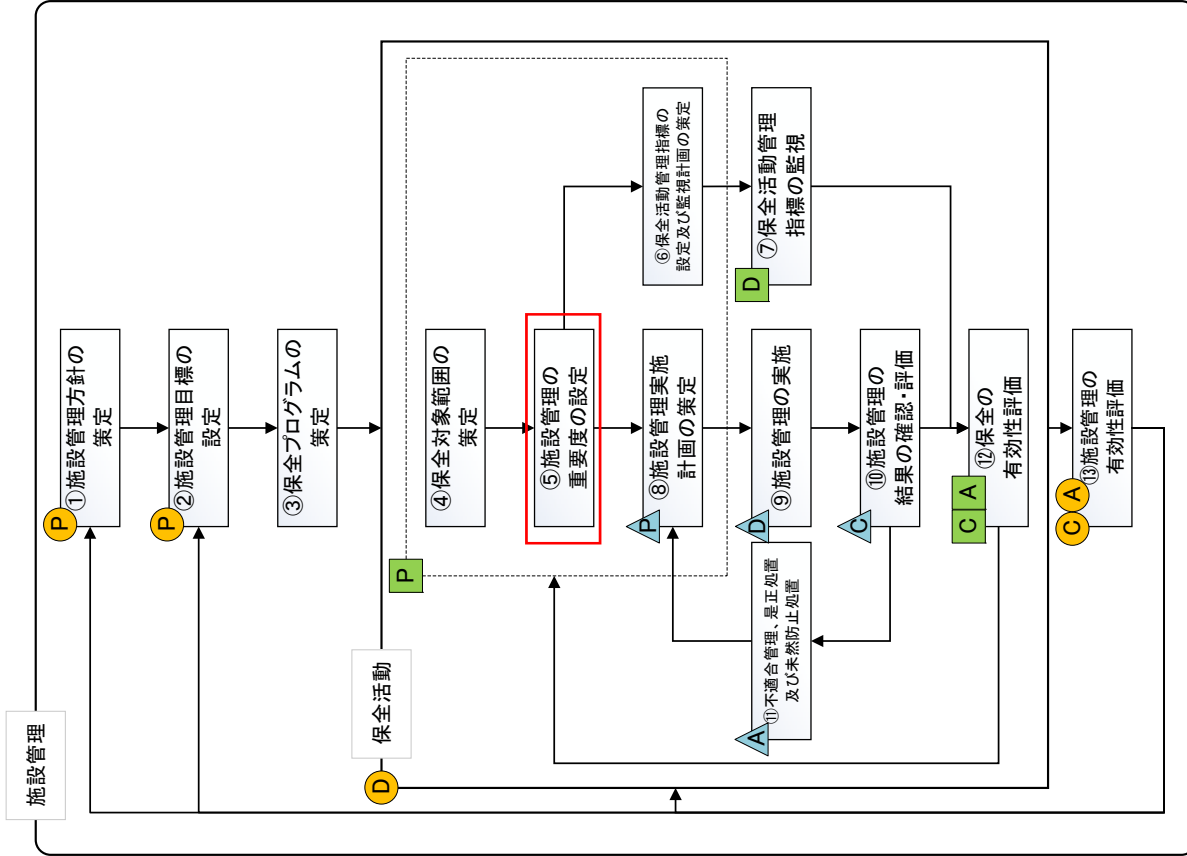 施設管理
P
①施設管理方針の
策定
P
②施設管理目標の
設定
③保全プログラムの
策定
D
保全活動
P
④保全対象範囲の
策定
⑤施設管理の
重要度の設定
⑥保全活動管理指標の
設定及び監視計画の策定
P
⑧施設管理実施
計画の策定
D
⑦保全活動管理
指標の監視
D
⑨施設管理の実施
A
⑪不適合管理、是正処置
及び未然防止処置
C
⑩施設管理の
結果の確認・評価
C
A
⑫保全の
有効性評価
C
A
⑬施設管理の
有効性評価